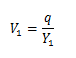 V₁ = q / Y₁